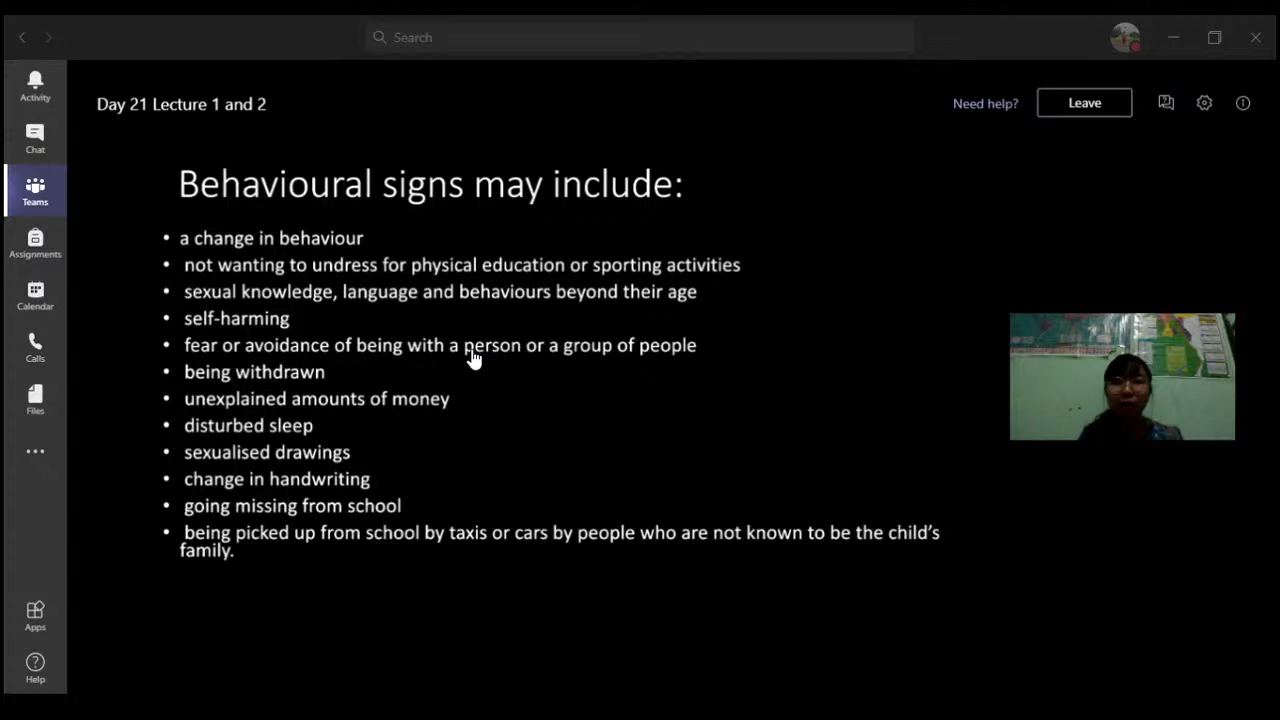 Search
Activity
Chat
Teams
Assignments
Calendar
Calls
Files
Apps
Help
Day 21 Lecture 1 and 2
Need help?
Leave
Behavioural signs may include:
• a change in behaviour
• not wanting to undress for physical education or sporting activities
• sexual knowledge, language and behaviours beyond their age
• self-harming
• fear or avoidance of being with a person or a group of people
• being withdrawn
• unexplained amounts of money
• disturbed sleep
• sexualised drawings
• change in handwriting
• going missing from school
• being picked up from school by taxis or cars by people who are not known to be the child’s
family.